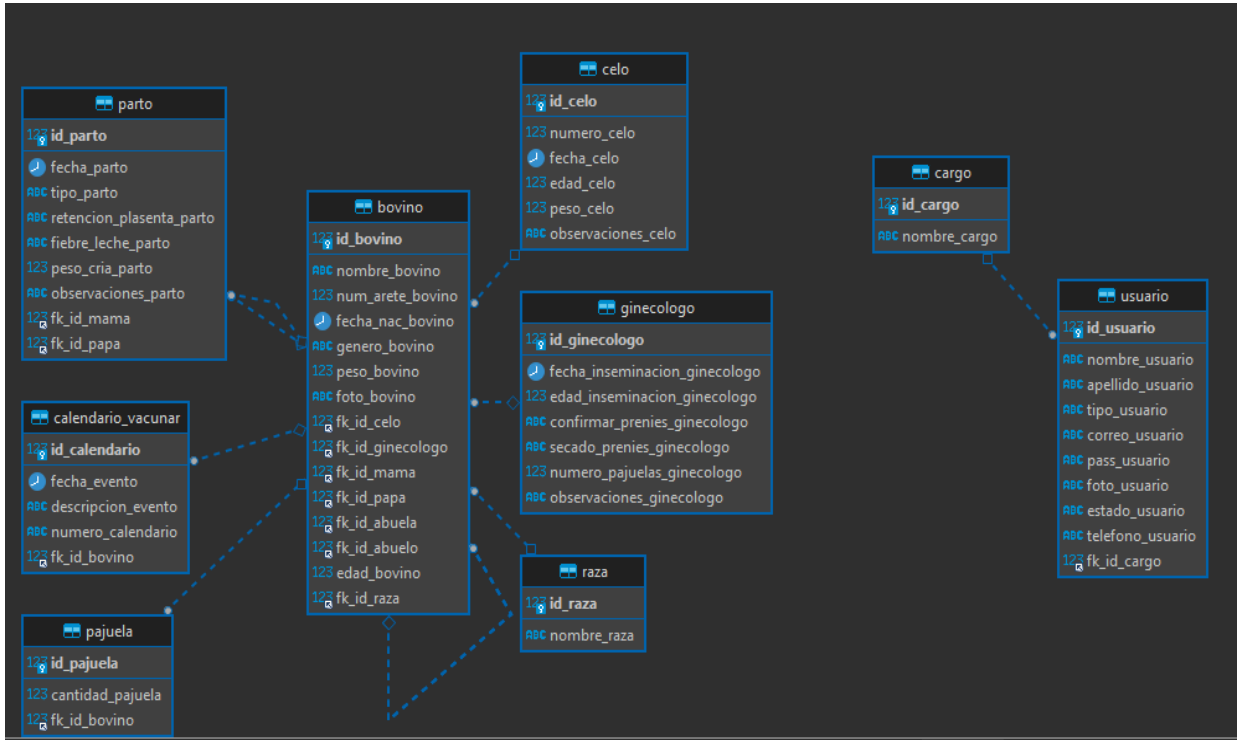 parto
id_parto
fecha_parto
tipo_parto
retencion_plasenta_parto
fiebre_leche_parto
peso_cria_parto
observaciones_parto
fk_id_mama
fk_id_papa
calendario_vacunar
id_calendario
fecha_evento
descripcion_evento
numero_calendario
fk_id_bovino
pajuela
id_pajuela
cantidad_pajuela
fk_id_bovino
bovino
id_bovino
nombre_bovino
num_arete_bovino
fecha_nac_bovino
genero_bovino
peso_bovino
foto_bovino
fk_id_celo
fk_id_ginecologo
fk_id_mama
fk_id_papa
fk_id_abuela
fk_id_abuelo
edad_bovino
fk_id_raza
celo
id_celo
numero_celo
fecha_celo
edad_celo
peso_celo
observaciones_celo
ginecologo
id_ginecologo
fecha_inseminacion_ginecologo
edad_inseminacion_ginecologo
confirmar_prenies_ginecologo
secado_prenies_ginecologo
numero_pajuelas_ginecologo
observaciones_ginecologo
raza
id_raza
nombre_raza
cargo
id_cargo
nombre_cargo
usuario
id_usuario
nombre_usuario
apellido_usuario
tipo_usuario
correo_usuario
pass_usuario
foto_usuario
estado_usuario
telefono_usuario
fk_id_cargo